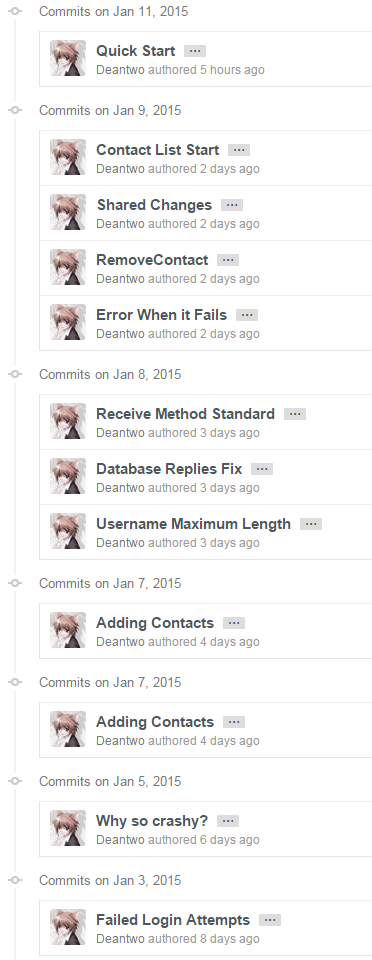 Commits on Jan 11, 2015
Quick Start ...
Deantwo authored 5 hours ago
Commits on Jan 9, 2015
Contact List Start ...
Deantwo authored 2 days ago
Shared Changes ...
Deantwo authored 2 days ago
RemoveContact ...
Deantwo authored 2 days ago
Error When it Fails ...
Deantwo authored 2 days ago
Commits on Jan 8, 2015
Receive Method Standard ...
Deantwo authored 3 days ago
Database Replies Fix ...
Deantwo authored 3 days ago
Username Maximum Length ...
Deantwo authored 3 days ago
Commits on Jan 7, 2015
Adding Contacts ...
Deantwo authored 4 days ago
Commits on Jan 7, 2015
Adding Contacts ...
Deantwo authored 4 days ago
Commits on Jan 5, 2015
Why so crashy? ...
Deantwo authored 6 days ago
Commits on Jan 3, 2015
Failed Login Attempts ...
Deantwo authored 8 days ago